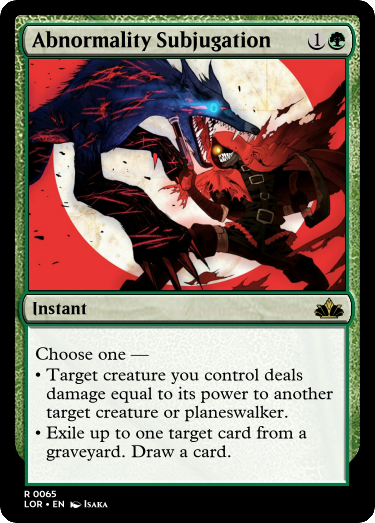 Abnormality Subjugation 1
Instant
Choose one —
• Target creature you control deals
damage equal to its power to another
target creature or planeswalker.
• Exile up to one target card from a
graveyard. Draw a card.
R 0065
LOR • EN Isaka